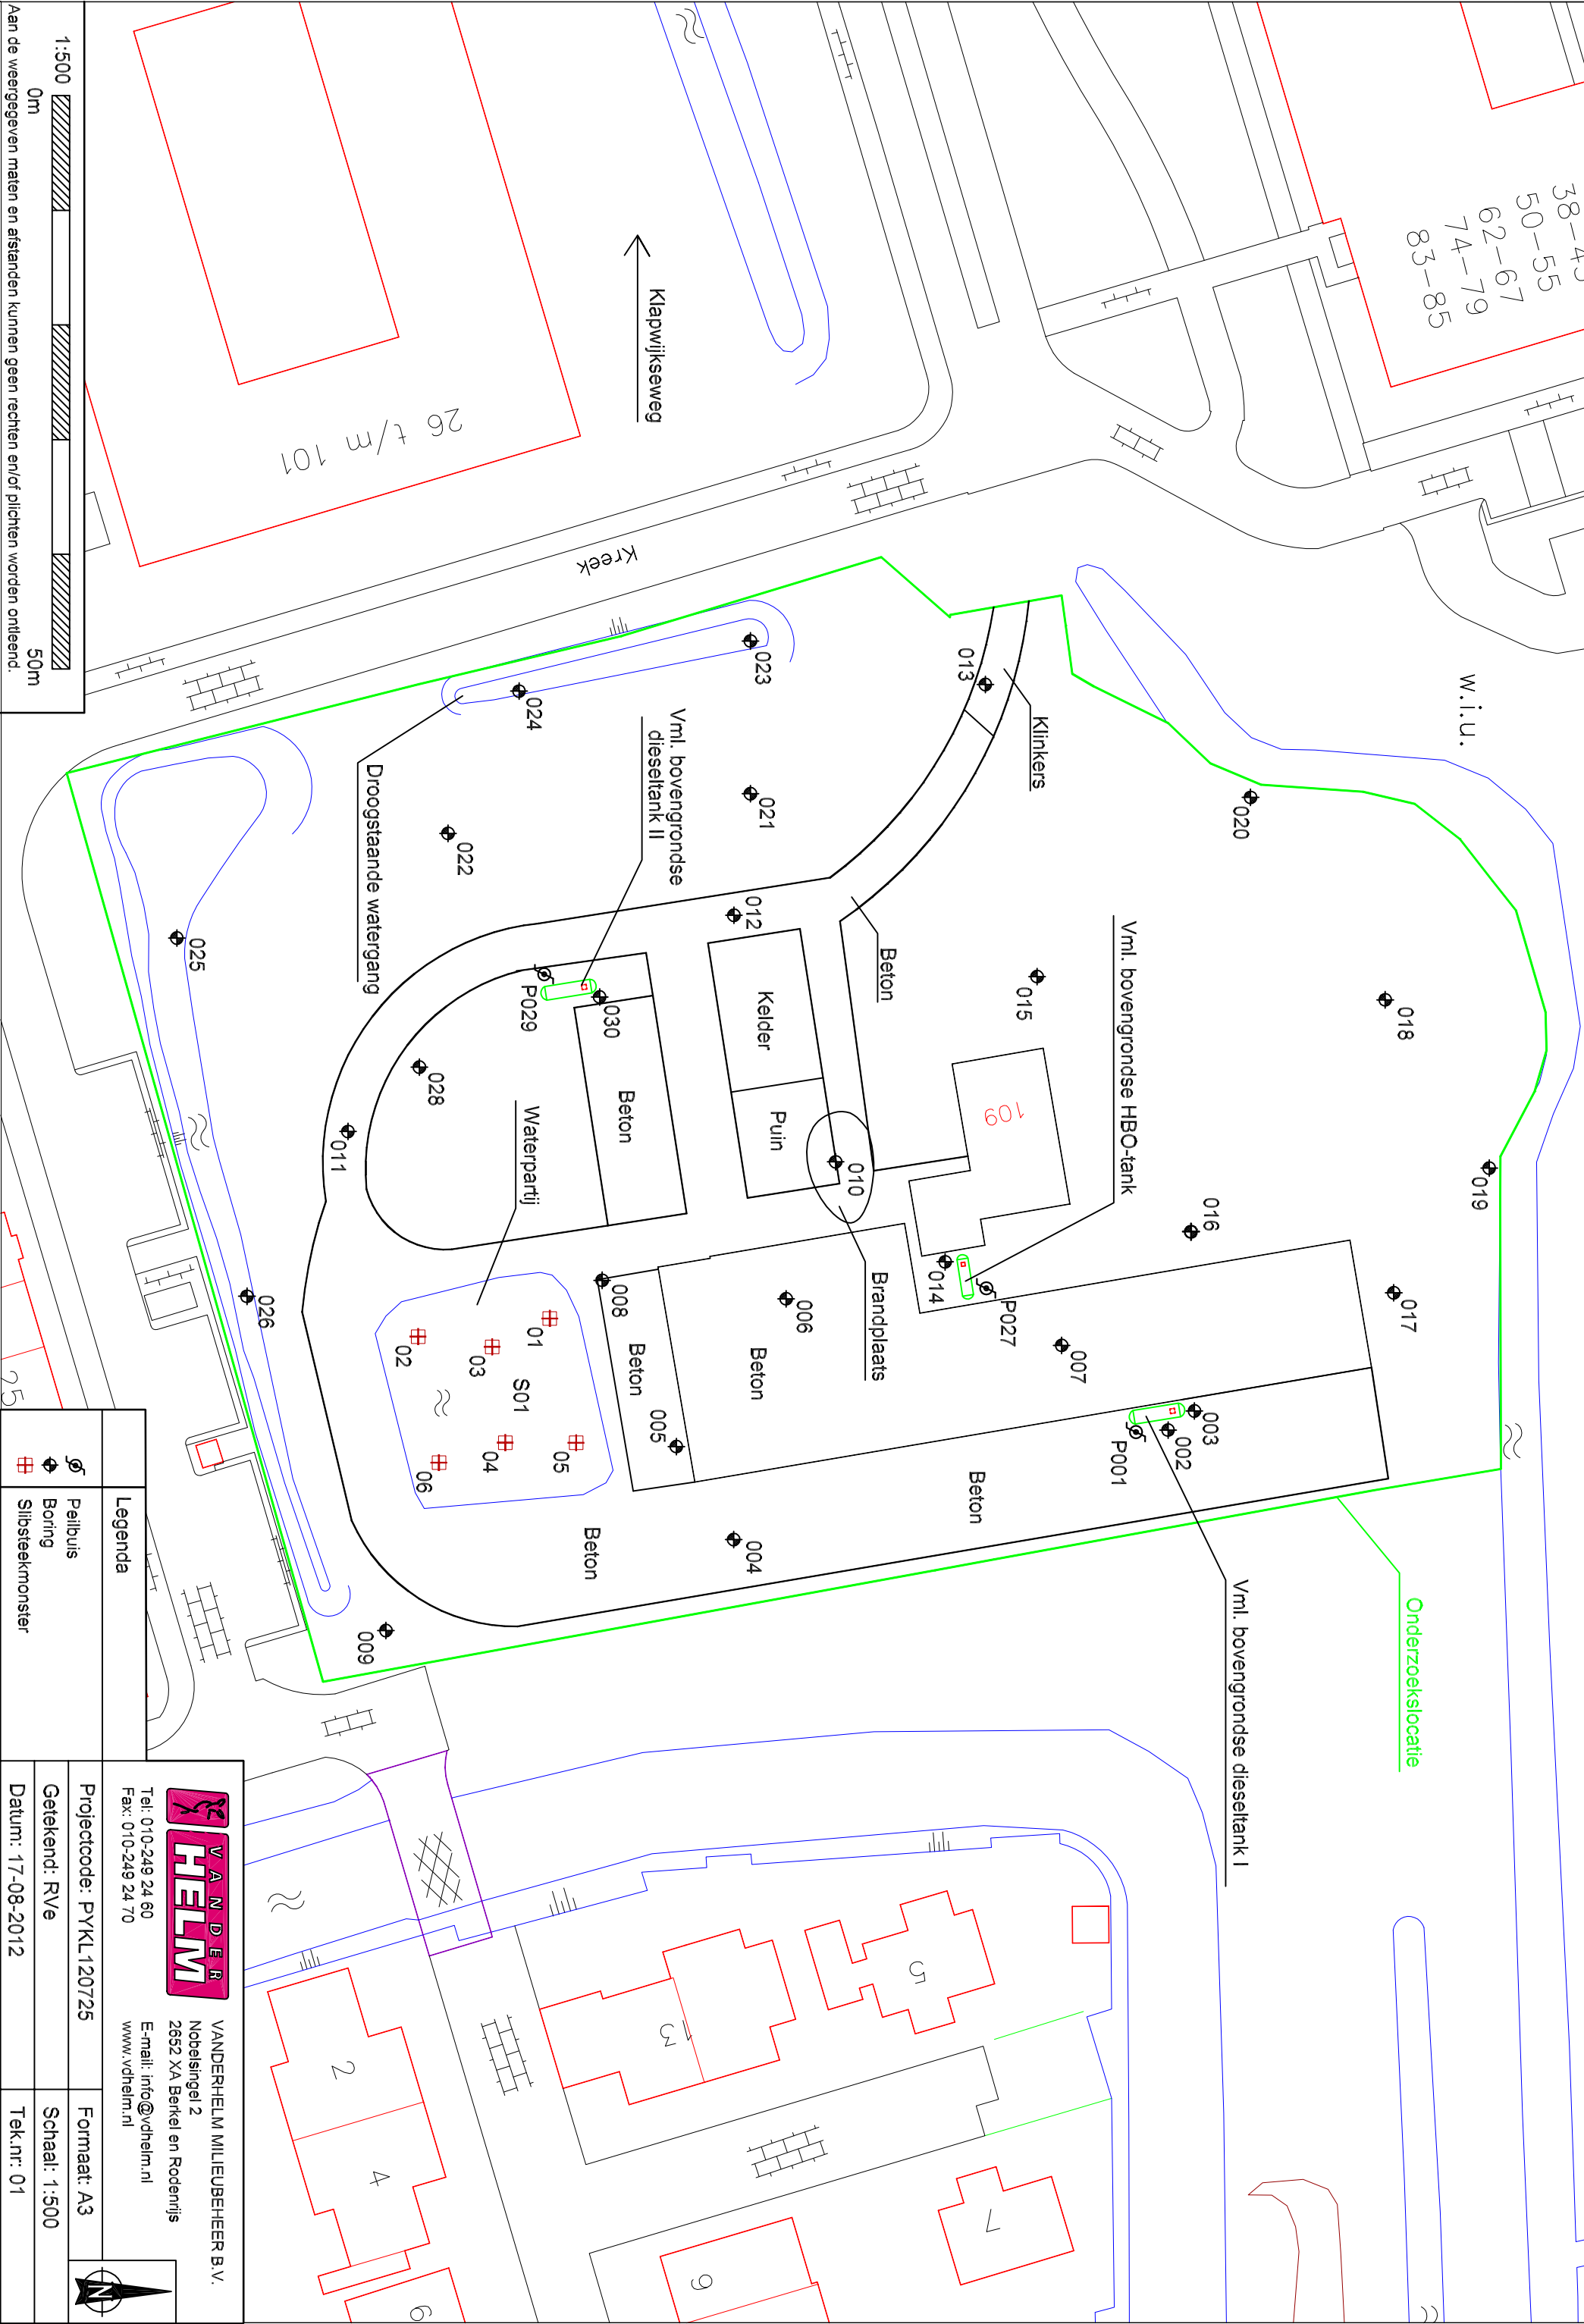 38-43
50-55
62-67
74-79
83-85
w.i.u.
Klapwijkseweg
26 t/m 101
Kreek
013
Klinkers
020
023
024
Droogstaande watergang
Vml. bovengrondse
dieseltank II
021
022
025
012
Beton
015
018
Vml. bovengrondse HBO-tank
P029
030
Kelder
Puin
Beton
109
028
011
Waterpartij
010
Brandplaats
016
019
017
014
P027
007
026
008
006
Beton
Beton
005
01
02
03
S01
04
05
06
003
002
P001
Beton
Vml. bovengrondse dieseltank I
Beton
004
009
Onderzoekslocatie
25
5
13
2
4
7
9
6
1:500
0m
50m
Aan de weergegeven maten en afstanden kunnen geen rechten en/of plichten worden ontleend.
Legenda
Peilbuis
Boring
Slibsteekmonster
VANDER
HELM
VANDERHELM MILIEUBEHEER B.V.
Nobelsingel 2
2652 XA Berkel en Rodenrijs
Tel: 010-249 24 60
E-mail: info@vdhelm.nl
Fax: 010-249 24 70
www.vdhelm.nl
Projectcode: PYKL120725
Formaat: A3
Getekend: RVe
Schaal: 1:500
Datum: 17-08-2012
Tek.nr: 01
N